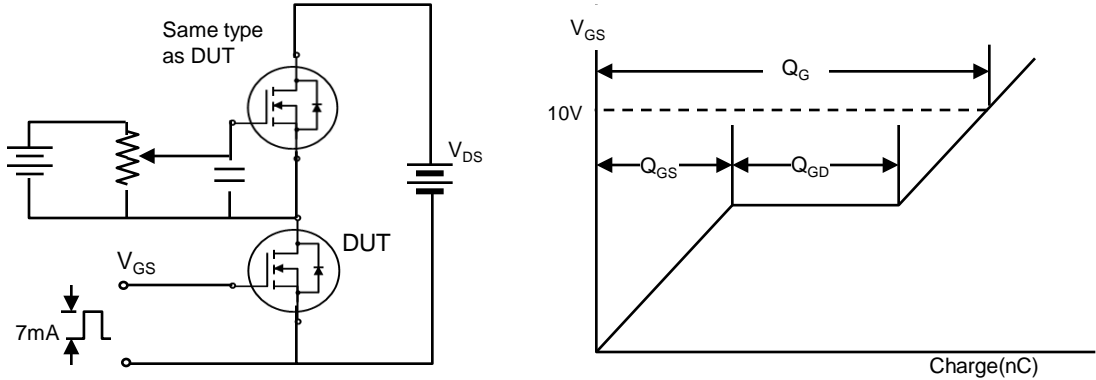 Same type
as DUT
V_DS
DUT
V_GS
7mA
V_GS
Q_G
10V
Q_GS
Q_GD
Charge(nC)